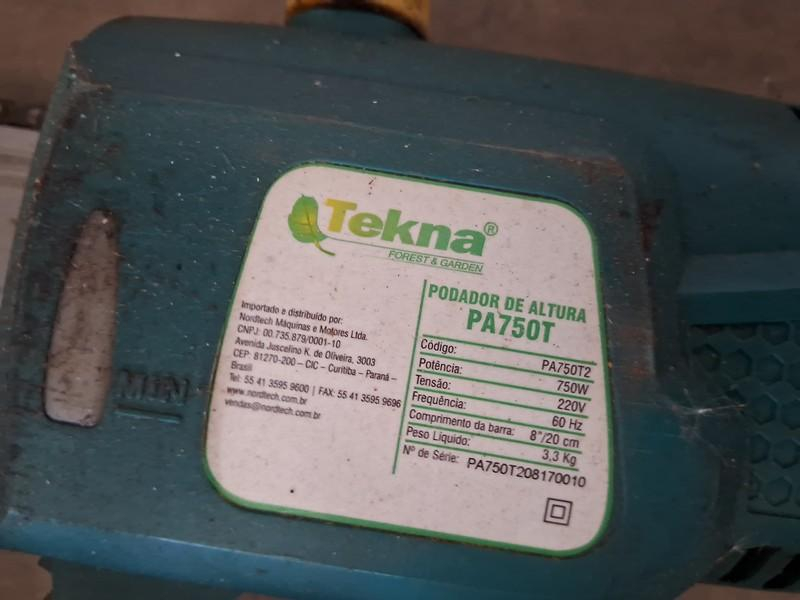 Tekna®
FOREST & GARDEN
Importado e distribuído por:
Nordtech Máquinas e Motores Ltda.
CNPJ: 00.735.879/0001-10
Avenida Juscelino K. de Oliveira, 3003
CEP: 81270-200 – CIC – Curitiba – Paraná –
Brasil
Tel: 55 41 3595 9600 | FAX: 55 41 3595 9696
www.nordtech.com.br
vendas@nordtech.com.br
PODADOR DE ALTURA
PA750T
Código: PA750T2
Potência: 750W
Tensão: 220V
Frequência: 60 Hz
Comprimento da barra: 8"/20 cm
Peso Líquido: 3,3 Kg
Nº de Série: PA750T208170010
MIN